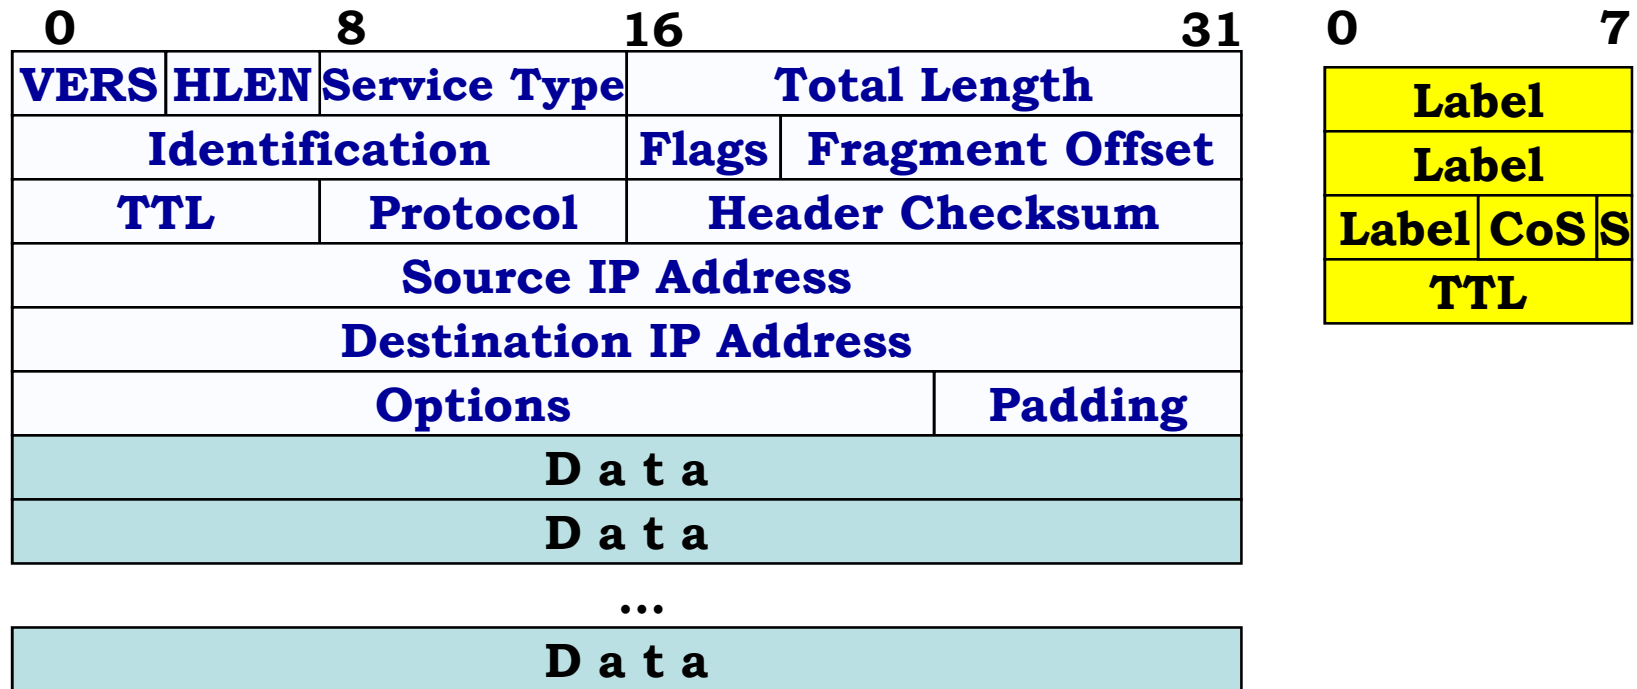 0 8 16 31
VERS HLEN Service Type Total Length
Identification Flags Fragment Offset
TTL Protocol Header Checksum
Source IP Address
Destination IP Address
Options Padding
D a t a
D a t a
...
D a t a
0 7
Label
Label
Label CoS S
TTL